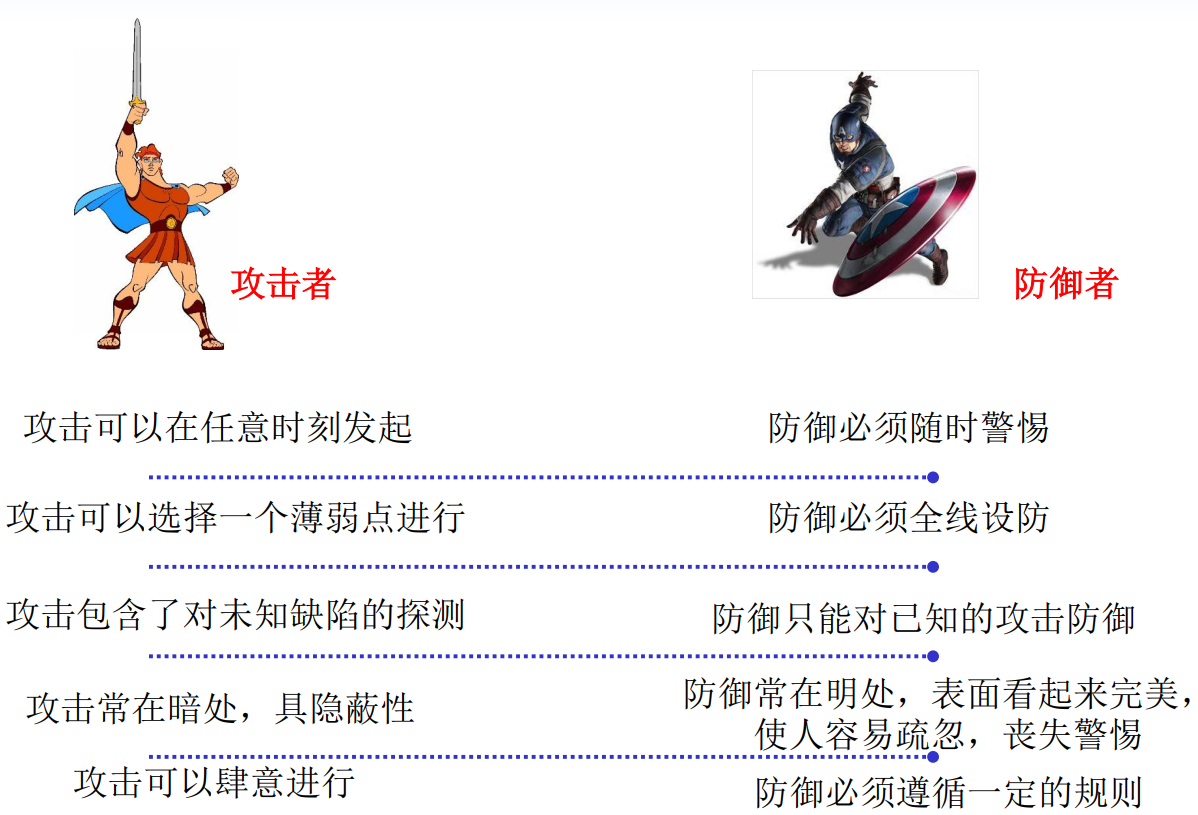 攻击者
防御者
攻击可以在任意时刻发起
防御必须随时警惕
攻击可以选择一个薄弱点进行
防御必须全线设防
攻击包含了对未知缺陷的探测
防御只能对已知的攻击防御
攻击常在暗处，具隐蔽性
防御常在明处，表面看起来完美，
使人容易疏忽，丧失警惕
攻击可以肆意进行
防御必须遵循一定的规则